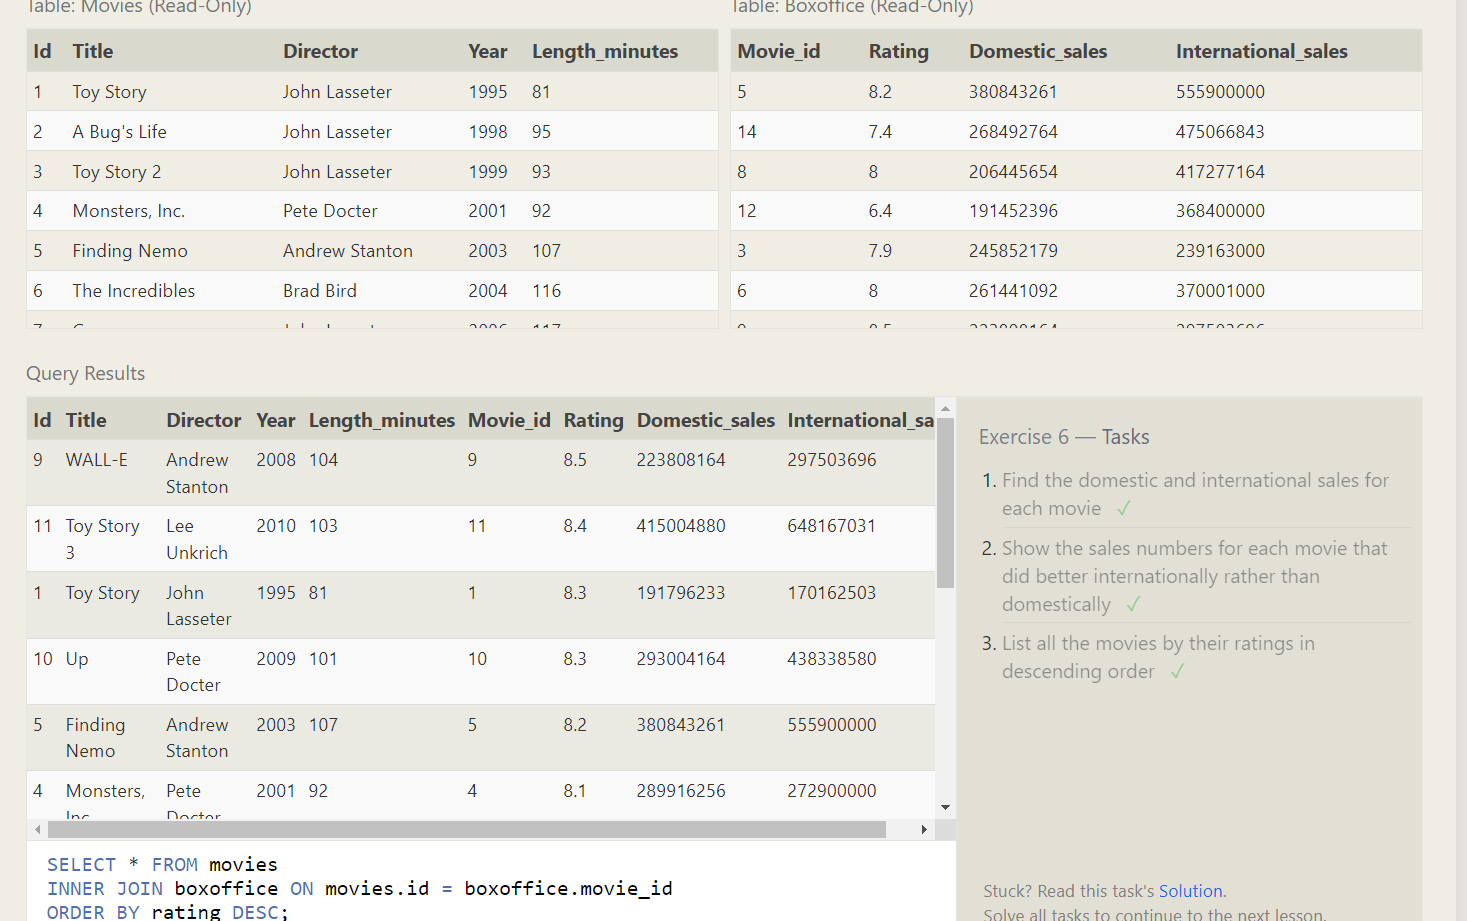 Table: Movies (Read-Only)
Table: Boxoffice (Read-Only)
Id Title Director Year Length_minutes
1 Toy Story John Lasseter 1995 81
2 A Bug's Life John Lasseter 1998 95
3 Toy Story 2 John Lasseter 1999 93
4 Monsters, Inc. Pete Docter 2001 92
5 Finding Nemo Andrew Stanton 2003 107
6 The Incredibles Brad Bird 2004 116
Movie_id Rating Domestic_sales International_sales
5 8.2 380843261 555900000
14 7.4 268492764 475066843
8 8 206445654 417277164
12 6.4 191452396 368400000
3 7.9 245852179 239163000
6 8 261441092 370001000
Query Results
Id Title Director Year Length_minutes Movie_id Rating Domestic_sales International_sa
9 WALL-E Andrew 2008 104 9 8.5 223808164 297503696
Stanton
11 Toy Story Lee 2010 103 11 8.4 415004880 648167031
3 Unkrich
1 Toy Story John 1995 81 1 8.3 191796233 170162503
Lasseter
10 Up Pete 2009 101 10 8.3 293004164 438338580
Docter
5 Finding Andrew 2003 107 5 8.2 380843261 555900000
Nemo Stanton
4 Monsters, Pete 2001 92 4 8.1 289916256 272900000
Inc. Docter
SELECT * FROM movies
INNER JOIN boxoffice ON movies.id = boxoffice.movie_id
ORDER BY rating DESC;
Exercise 6 — Tasks
1. Find the domestic and international sales for
each movie ✓
2. Show the sales numbers for each movie that
did better internationally rather than
domestically ✓
3. List all the movies by their ratings in
descending order ✓
Stuck? Read this task's Solution.
Solve all tasks to continue to the next lesson.